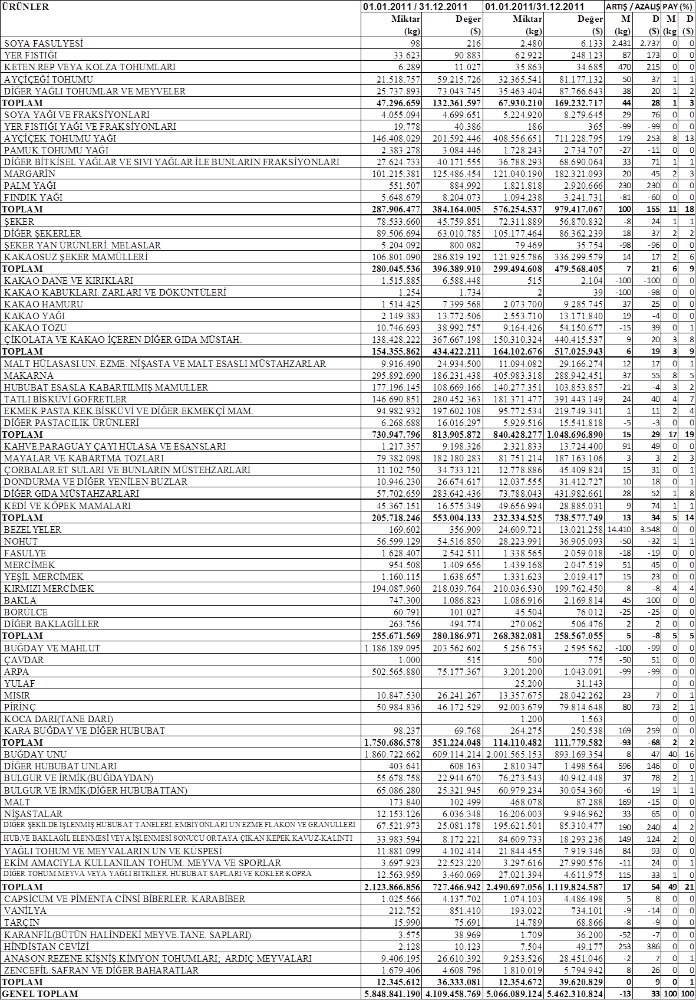 ÜRÜNLER 01.01.2011 / 31.12.2011 01.01.2011/31.12.2011 ARTIŞ / AZALIŞ PAY (%)
Miktar Değer Miktar Değer M D M D
(kg) ($) (kg) ($) (kg) ($) (kg ($)
SOYA FASULYESİ 98 216 2.480 6.133 2.431 2.737 0 0
YER FISTIĞI 33.623 90.883 62.922 248.123 87 173 0 0
KETEN.REP VEYA KOLZA TOHUMLARI 6.289 11.027 35.863 34.685 470 215 0 0
AYÇİÇEĞİ TOHUMU 21.518.757 59.215.726 32.365.541 81.177.132 50 37 1 1
DİĞER YAĞLI TOHUMLAR VE MEYVELER 25.737.893 73.043.745 35.463.404 87.766.643 38 20 1 2
TOPLAM 47.296.659 132.361.597 67.930.210 169.232.717 44 28 1 3
SOYA YAĞI VE FRAKSİYONLARI 4.055.094 4.699.651 5.224.920 8.279.645 29 76 0 0
YER FISTIĞI YAĞI VE FRAKSİYONLARI 19.778 40.386 186 365 -99 -99 0 0
AYÇİÇEK TOHUMU YAĞI 146.408.029 201.592.446 408.556.651 711.228.795 179 253 8 13
PAMUK TOHUMU YAĞI 2.383.278 3.084.446 1.728.243 2.734.707 -27 -11 0 0
DİĞER BİTKİSEL YAĞLAR VE SIVI YAĞLAR İLE BUNLARIN FRAKSİYONLARI 27.624.733 40.171.555 36.788.293 68.690.064 33 71 1 1
MARGARİN 101.215.381 125.486.454 121.040.190 182.321.093 20 45 2 3
PALM YAĞI 551.507 884.992 1.821.818 2.920.666 230 230 0 0
FINDIK YAĞI 5.648.679 8.204.073 1.094.238 3.241.731 -81 -60 0 0
TOPLAM 287.906.477 384.164.005 576.254.537 979.417.067 100 155 11 18
ŞEKER 78.533.660 45.759.851 72.311.889 56.870.832 -8 24 1 1
DİĞER ŞEKERLER 89.506.694 63.010.785 105.177.464 86.362.239 18 37 2 2
ŞEKER YAN ÜRÜNLERİ. MELASLAR 5.204.092 800.082 79.469 35.754 -98 -96 0 0
KAKAOSUZ ŞEKER MAMÜLLERİ 106.801.090 286.819.192 121.925.786 336.299.579 14 17 2 6
TOPLAM 280.045.536 396.389.910 299.494.608 479.568.405 7 21 6 9
KAKAO DANE VE KIRIKLARI 1.515.885 6.588.448 515 2.104 -100 -100 0 0
KAKAO KABUKLARI. ZARLARI VE DÖKÜNTÜLERİ 1.254 1.734 2 39 -100 -98 0 0
KAKAO HAMURU 1.514.425 7.399.568 2.073.700 9.285.745 37 25 0 0
KAKAO YAĞI 2.149.383 13.772.506 2.553.710 13.171.840 19 -4 0 0
KAKAO TOZU 10.746.693 38.992.757 9.164.426 54.150.677 -15 39 0 1
ÇİKOLATA VE KAKAO İÇEREN DİĞER GIDA MÜSTAH. 138.428.222 367.667.198 150.310.324 440.415.537 9 20 3 8
TOPLAM 154.355.862 434.422.211 164.102.676 517.025.943 6 19 3 9
MALT HÜLASASI.UN. EZME. NİŞASTA VE MALT ESASLI MÜSTAHZARLAR 9.916.490 24.934.500 11.094.082 29.166.274 12 17 0 1
MAKARNA 295.892.690 186.231.438 405.983.318 288.942.451 37 55 8 5
HUBUBAT ESASLA KABARTILMIŞ MAMULLER 177.196.145 108.669.166 140.277.351 103.853.857 -21 -4 3 2
TATLI BİSKÜVİ.GOFRETLER 146.690.851 280.452.363 181.371.477 391.443.149 24 40 4 7
EKMEK.PASTA.KEK.BİSKÜVİ VE DİĞER EKMEKÇİ MAM. 94.982.932 197.602.108 95.772.534 219.749.341 1 11 2 4
DİĞER PASTACILIK ÜRÜNLERİ 6.268.688 16.016.297 5.929.516 15.541.818 -5 -3 0 0
TOPLAM 730.947.796 813.905.872 840.428.277 1.048.696.890 15 29 17 19
KAHVE.PARAGUAY ÇAYI HÜLASA VE ESANSLARI 1.217.357 9.198.326 2.321.833 13.724.400 91 49 0 0
MAYALAR VE KABARTMA TOZLARI 79.382.098 182.180.283 81.751.214 187.163.106 3 3 2 3
ÇORBALAR.ET SULARI VE BUNLARIN MÜSTEHZARLARI 11.102.750 34.733.121 12.778.886 45.409.824 15 31 0 1
DONDURMA VE DİĞER YENİLEN BUZLAR 10.946.230 26.674.617 12.037.555 31.412.727 10 18 0 1
DİĞER GIDA MÜSTAHZARLARI 57.702.659 283.642.436 73.788.043 431.982.661 28 52 1 8
KEDİ VE KÖPEK MAMALARI 45.367.151 16.575.349 49.656.994 28.885.031 9 74 1 1
TOPLAM 205.718.246 553.004.133 232.334.525 738.577.749 13 34 5 14
BEZELYELER 169.602 356.909 24.609.721 13.021.258 14.410 3.548 0 0
NOHUT 56.599.129 54.516.850 28.223.991 36.905.093 -50 -32 1 1
FASULYE 1.628.407 2.542.511 1.338.565 2.059.018 -18 -19 0 0
MERCİMEK 954.508 1.409.656 1.439.168 2.047.519 51 45 0 0
YEŞİL MERCİMEK 1.160.115 1.638.657 1.331.623 2.019.417 15 23 0 0
KIRMIZI MERCİMEK 194.087.960 218.039.764 210.036.530 199.762.450 8 -8 4 4
BAKLA 747.300 1.086.823 1.086.916 2.169.814 45 100 0 0
BÖRÜLCE 60.791 101.027 45.504 76.012 -25 -25 0 0
DİĞER BAKLAGİLLER 263.756 494.774 270.062 506.476 2 2 0 0
TOPLAM 255.671.569 280.186.971 268.382.081 258.567.055 5 -8 5 5
BUĞDAY VE MAHLUT 1.186.189.095 203.562.602 5.256.753 2.595.562 -100 -99 0 0
ÇAVDAR 1.000 515 500 775 -50 51 0 0
ARPA 502.565.880 75.177.367 3.201.200 1.043.091 -99 -99 0 0
YULAF 25.200 31.143 0 0
MISIR 10.847.530 26.241.267 13.357.675 28.042.262 23 7 0 1
PİRİNÇ 50.984.836 46.172.529 92.003.679 79.814.648 80 73 2 1
KOCA DARI(TANE DARI) 1.200 1.563 0 0
KARA BUĞDAY VE DİĞER HUBUBAT 98.237 69.768 264.275 250.538 169 259 0 0
TOPLAM 1.750.686.578 351.224.048 114.110.482 111.779.582 -93 -68 2 2
BUĞDAY UNU 1.860.722.662 609.114.214 2.001.565.153 893.169.354 8 47 40 16
DİĞER HUBUBAT UNLARI 403.641 608.163 2.810.347 1.498.564 596 146 0 0
BULGUR VE İRMİK(BUĞDAYDAN) 55.678.758 22.944.670 76.273.543 40.942.448 37 78 2 1
BULGUR VE İRMİK(DİĞER HUBUBATTAN) 65.086.280 25.321.945 60.979.234 30.054.360 -6 19 1 1
MALT 173.840 102.499 468.078 87.288 169 -15 0 0
NİŞASTALAR 12.153.126 6.036.348 16.206.003 9.946.962 33 65 0 0
DİĞER ŞEKİLDE İŞLENMİŞ HUBUBAT TANELERİ. EMBİYONLARI UN EZME FLAKON VE GRANÜLLERİ 67.521.973 25.081.178 195.621.501 85.310.477 190 240 4 2
HUB.VE BAKLAGİL ELENMESİ VEYA İŞLENMESİ SONUCU ORTAYA ÇIKAN KEPEK.KAVUZ-KALINTI 33.983.594 8.172.221 84.609.733 18.293.236 149 124 2 0
YAĞLI TOHUM VE MEYVALARIN UN VE KÜSPESİ 11.881.099 4.102.414 21.844.455 7.919.346 84 93 0 0
EKİM AMACIYLA KULLANILAN TOHUM. MEYVA VE SPORLAR 3.697.923 22.523.220 3.297.616 27.990.576 -11 24 0 1
DİĞER TOHUM.MEYVA VEYA YAĞLI BİTKİLER. HUBUBAT SAPLARI VE KÖKLER KOPRA 12.563.959 3.460.069 27.021.394 4.611.975 115 33 1 0
TOPLAM 2.123.866.856 727.466.942 2.490.697.056 1.119.824.587 17 54 49 21
CAPSİCUM VE PİMENTA CİNSİ BİBERLER. KARABİBER 1.025.566 4.137.702 1.074.103 4.486.498 5 8 0 0
VANİLYA 212.752 851.410 193.022 734.101 -9 -14 0 0
TARÇIN 15.990 75.691 14.789 68.866 -8 -9 0 0
KARANFİL(BÜTÜN HALİNDEKİ MEYVE.TANE. SAPLARI) 3.575 38.969 1.709 36.200 -52 -7 0 0
HİNDİSTAN CEVİZİ 2.128 10.123 7.504 49.177 253 386 0 0
ANASON.REZENE.KİŞNİŞ.KİMYON TOHUMLARI; ARDIÇ MEYVALARI 9.406.195 26.610.392 9.253.526 28.451.046 -2 7 0 1
ZENCEFİL.SAFRAN VE DİĞER BAHARATLAR 1.679.406 4.608.796 1.810.019 5.794.942 8 26 0 0
TOPLAM 12.345.612 36.333.081 12.354.672 39.620.829 0 9 0 1
GENEL TOPLAM 5.848.841.190 4.109.458.769 5.066.089.124 5.462.310.824 -13 33 100 100